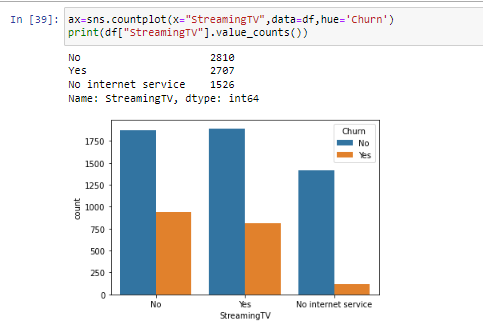 In [39]: ax=sns.countplot(x="StreamingTV",data=df,hue='Churn')
print(df["StreamingTV"].value_counts())
No 2810
Yes 2707
No internet service 1526
Name: StreamingTV, dtype: int64
Churn
No
Yes
1750
1500
1250
1000
750
500
250
0
count
No Yes No internet service
StreamingTV